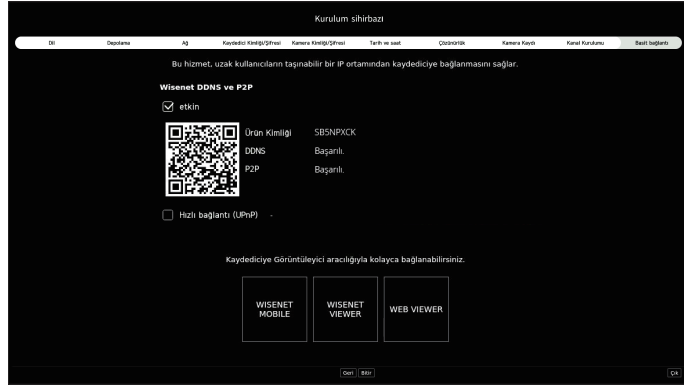 Kurulum sihirbazı
Dil Depolama Ağ Kaydedici Kimliği/Şifresi Kamera Kimliği/Şifresi Tarih ve saat Çözünürlük Kamera Kaydı Kanal Kurulumu Basit bağlantı
Bu hizmet, uzak kullanıcıların taşınabilir bir IP ortamından kaydediciye bağlanmasını sağlar.
Wisenet DDNS ve P2P
etkin
Ürün Kimliği SB5NPXCK
DDNS Başarılı.
P2P Başarılı.
Hızlı bağlantı (UPnP) -
Kaydediciye Görüntüleyici aracılığıyla kolayca bağlanabilirsiniz.
WISENET MOBILE
WISENET VIEWER
WEB VIEWER
Geri Bitir Çık